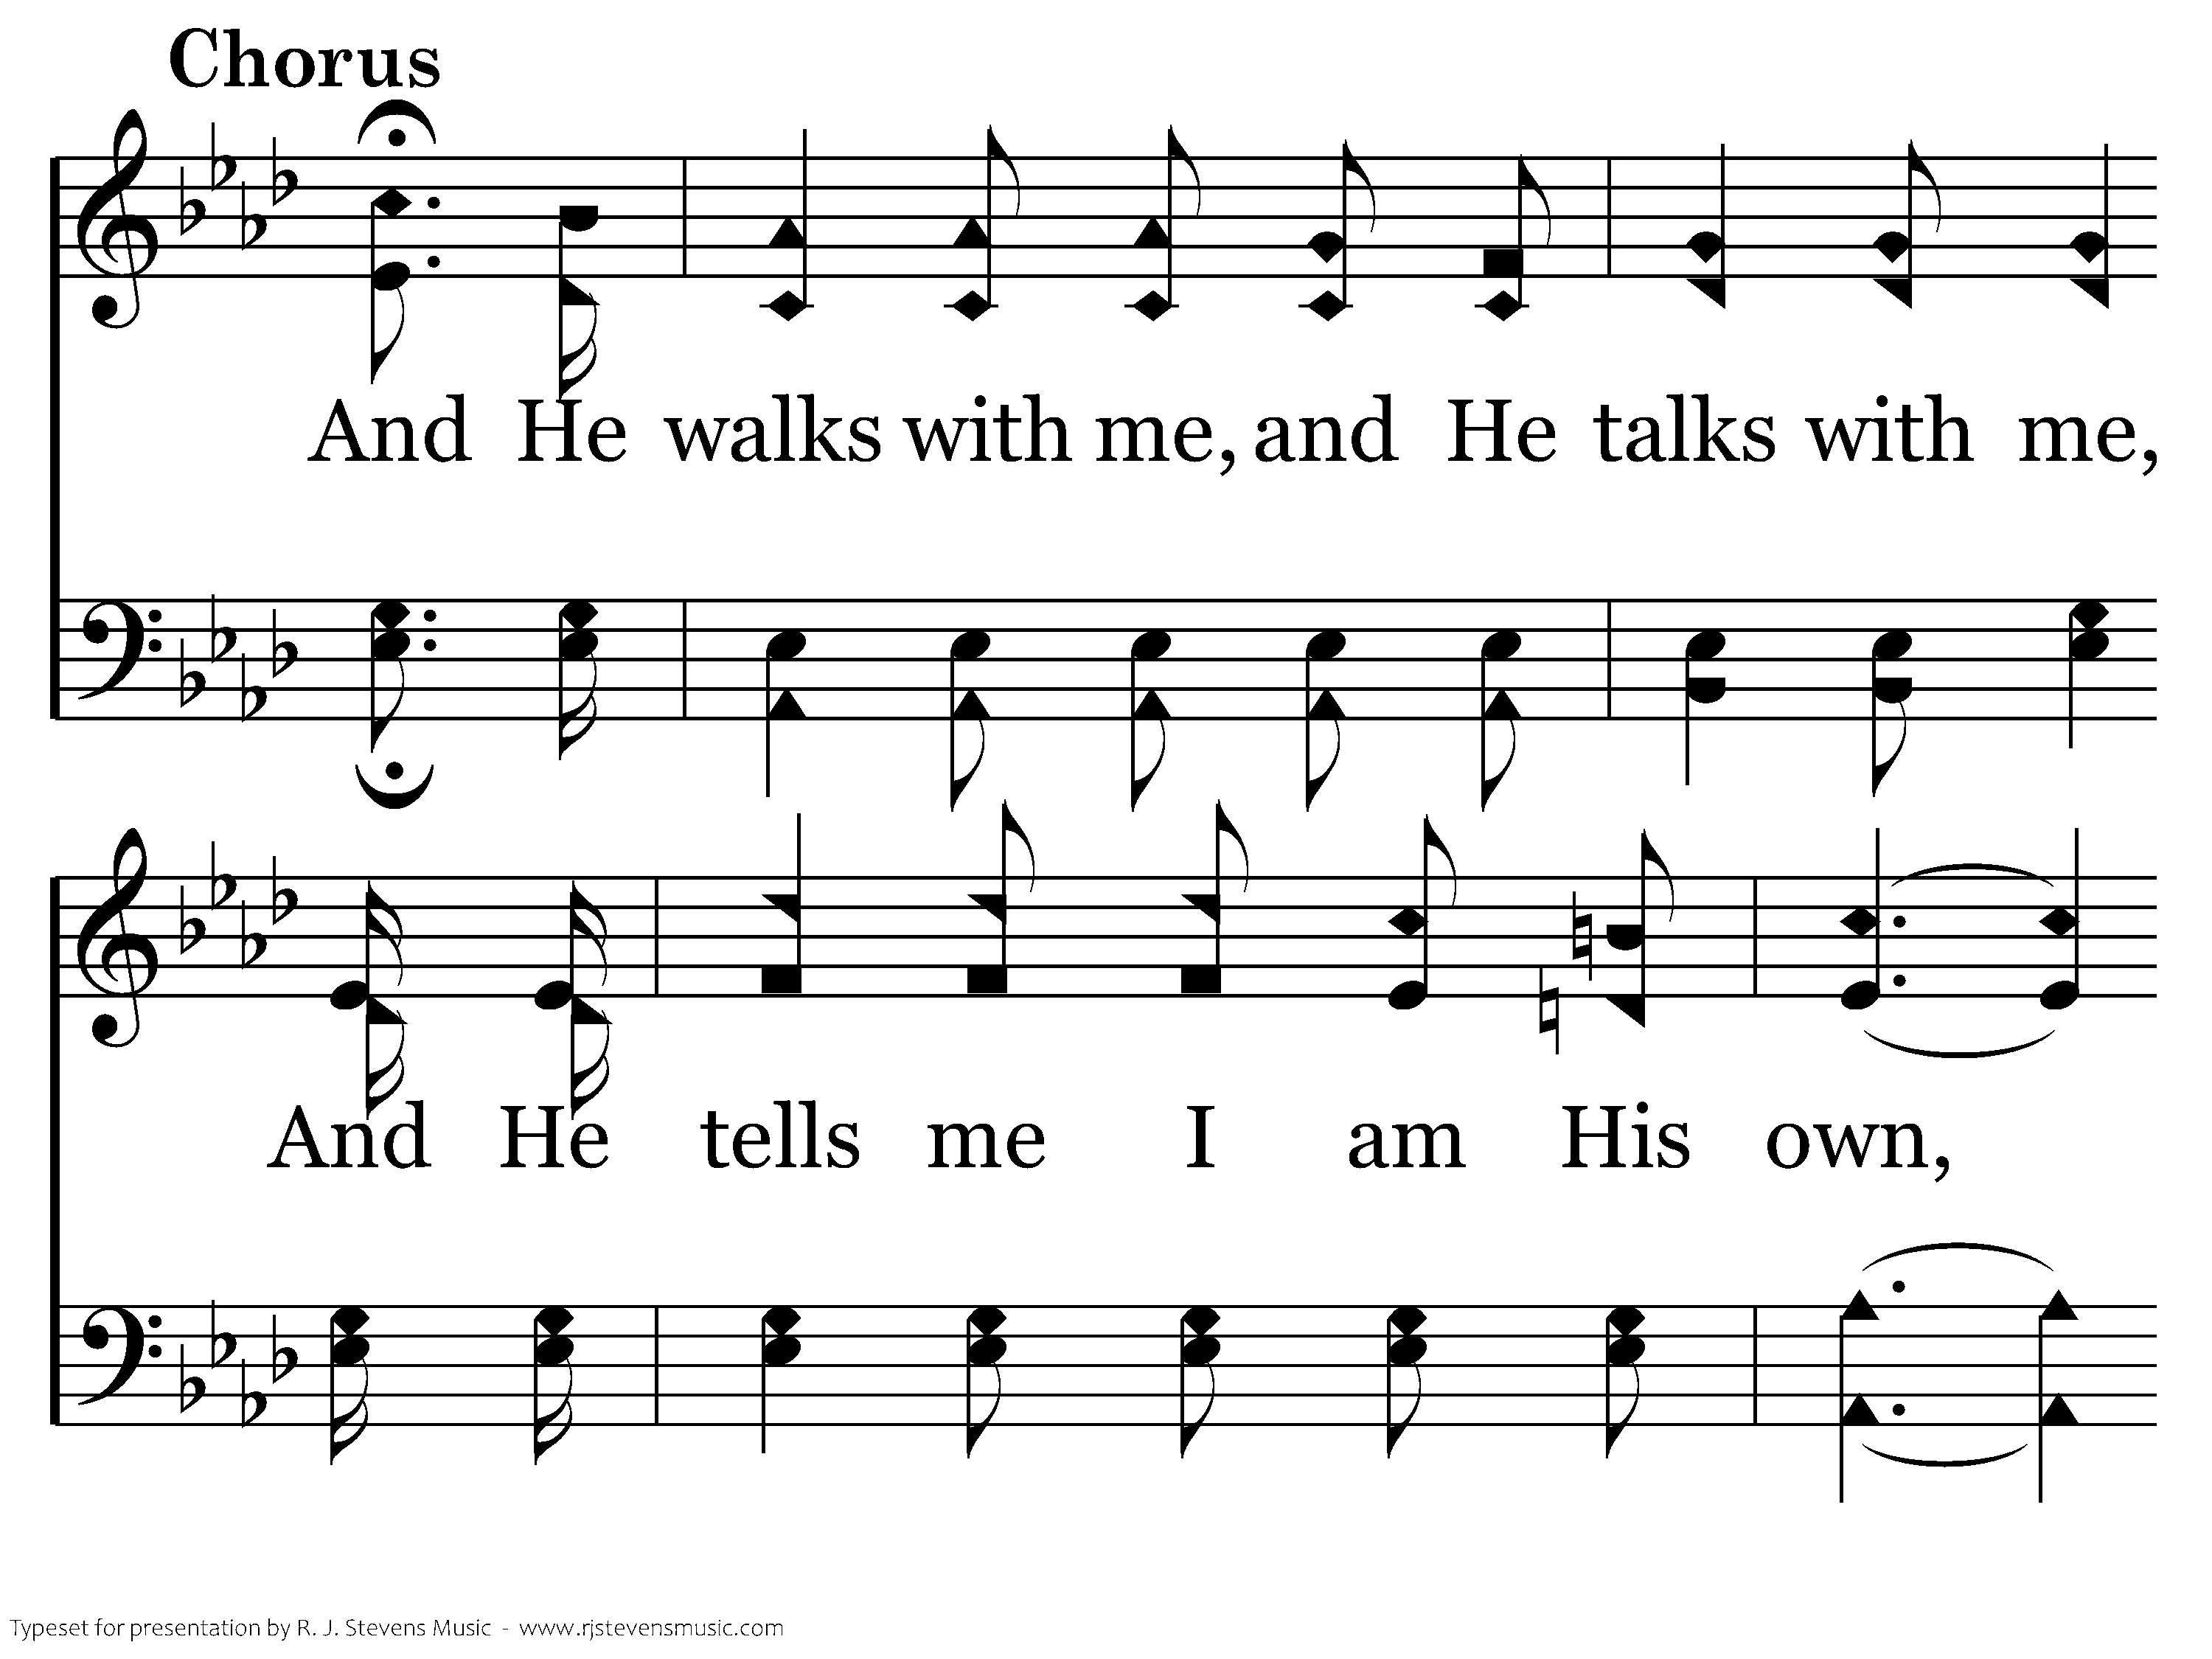 Chorus
And He walks with me, and He talks with me,
And He tells me I am His own,
Typeset for presentation by R. J. Stevens Music - www.rjstevensmusic.com